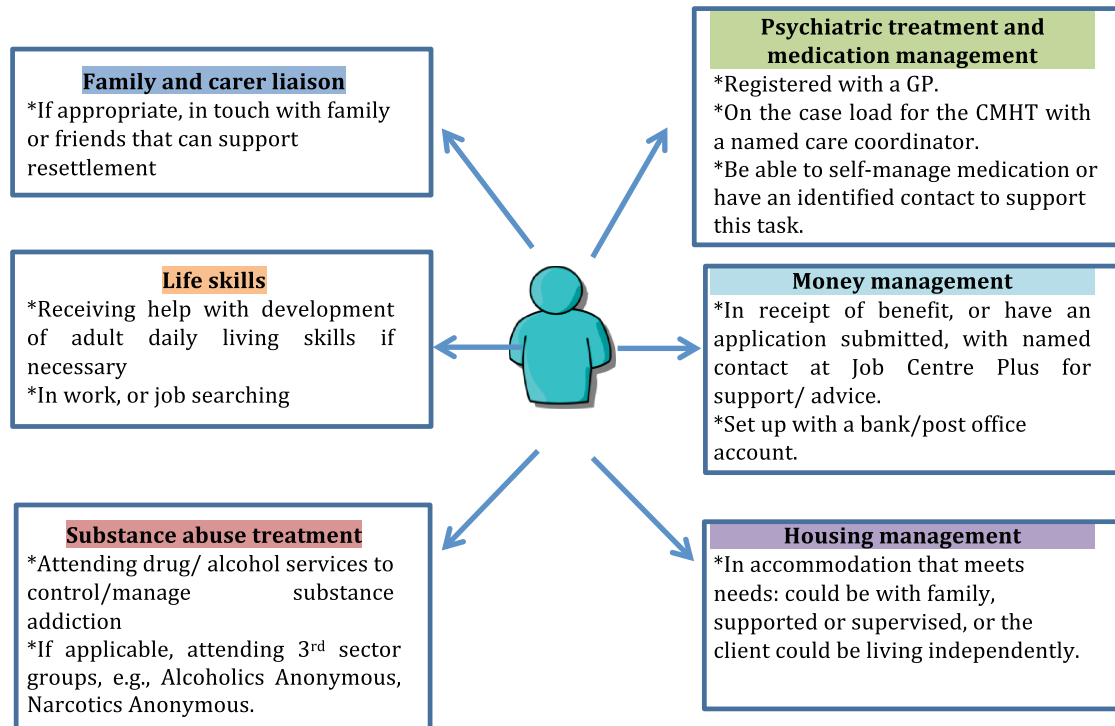 Family and carer liaison
*If appropriate, in touch with family
or friends that can support
resettlement
Psychiatric treatment and
medication management
*Registered with a GP.
*On the case load for the CMHT with
a named care coordinator.
*Be able to self-manage medication or
have an identified contact to support
this task.
Life skills
*Receiving help with development
of adult daily living skills if
necessary
*In work, or job searching
Money management
*In receipt of benefit, or have an
application submitted, with named
contact at Job Centre Plus for
support/ advice.
*Set up with a bank/post office
account.
Substance abuse treatment
*Attending drug/ alcohol services to
control/manage substance
addiction
*If applicable, attending 3rd sector
groups, e.g., Alcoholics Anonymous,
Narcotics Anonymous.
Housing management
*In accommodation that meets
needs: could be with family,
supported or supervised, or the
client could be living independently.